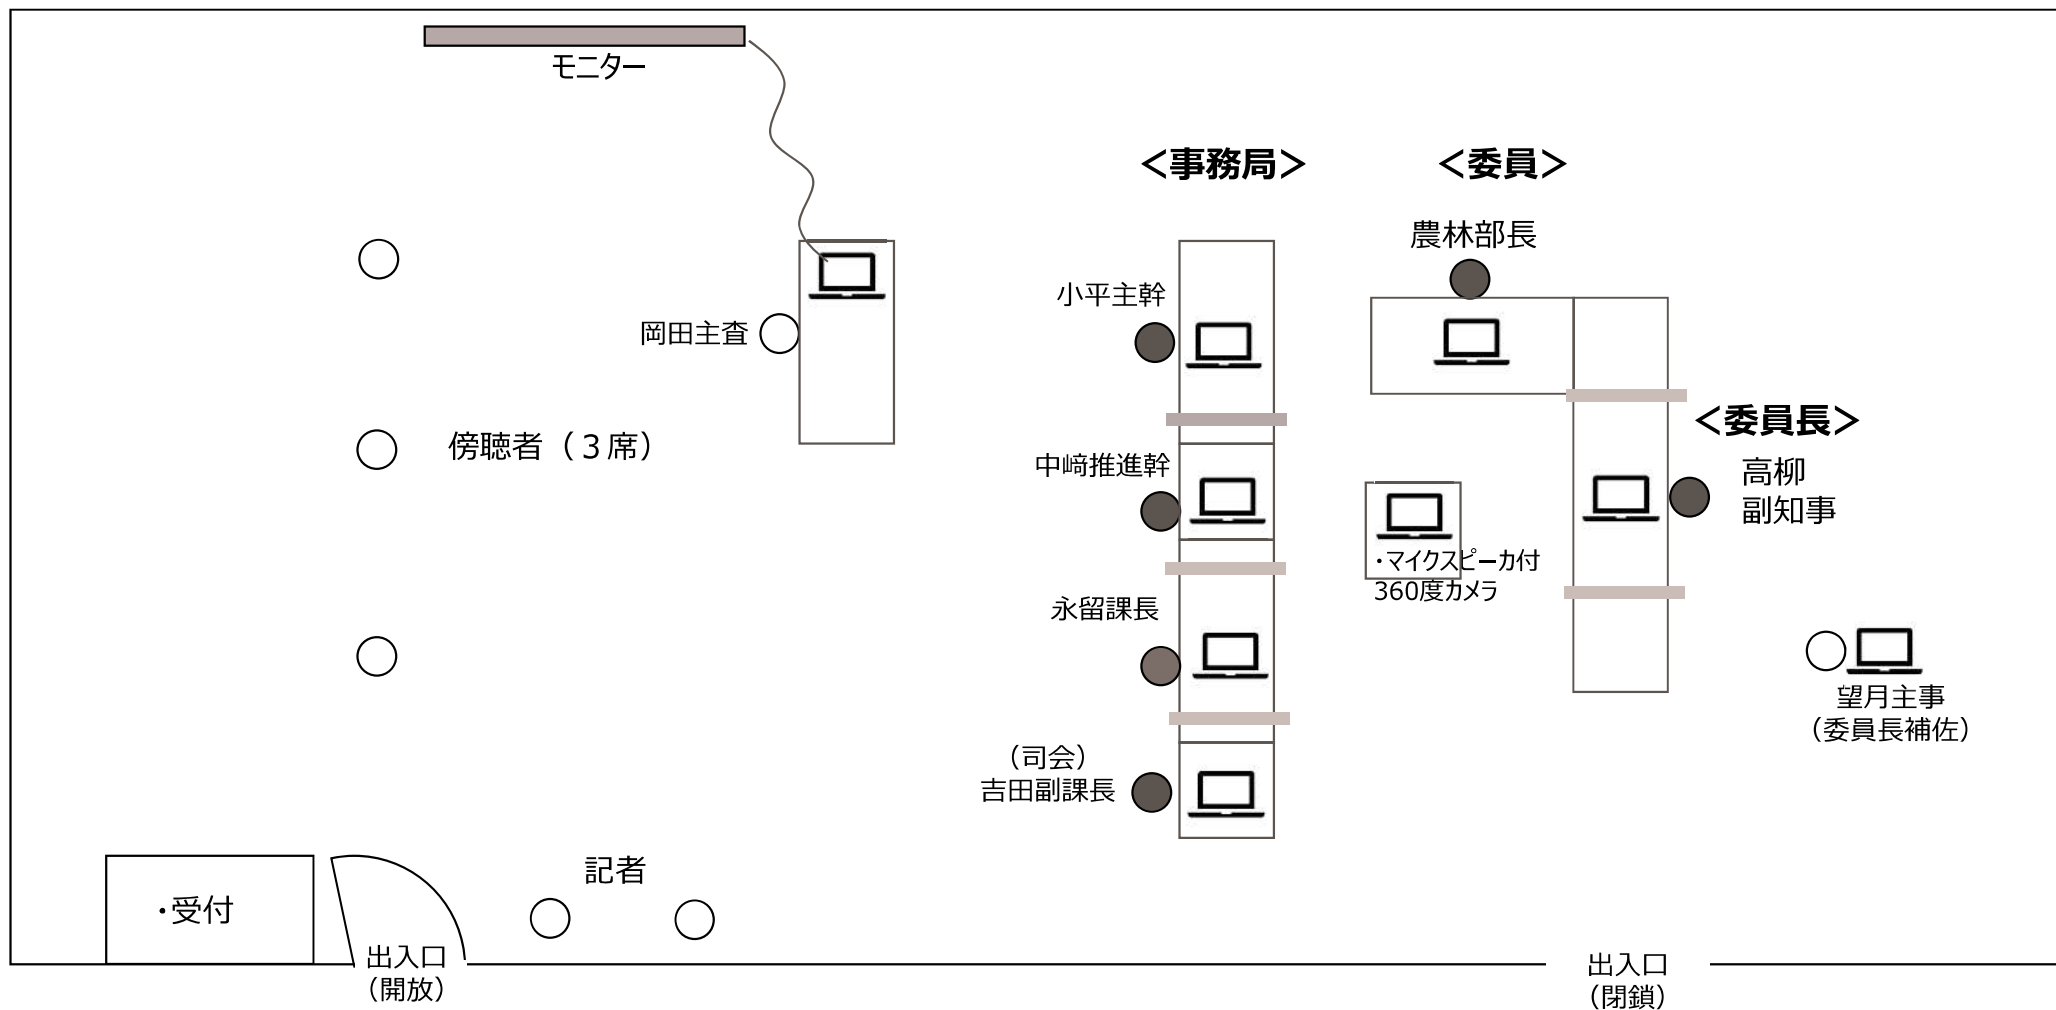 モニター
＜事務局＞
＜委員＞
農林部長
小平主幹
岡田主査
＜委員長＞
高柳
副知事
傍聴者（３席）
中﨑推進幹
・マイクスピーカ付
360度カメラ
永留課長
望月主事
（委員長補佐）
（司会）
吉田副課長
記者
・受付
出入口
（開放）
出入口
（閉鎖）